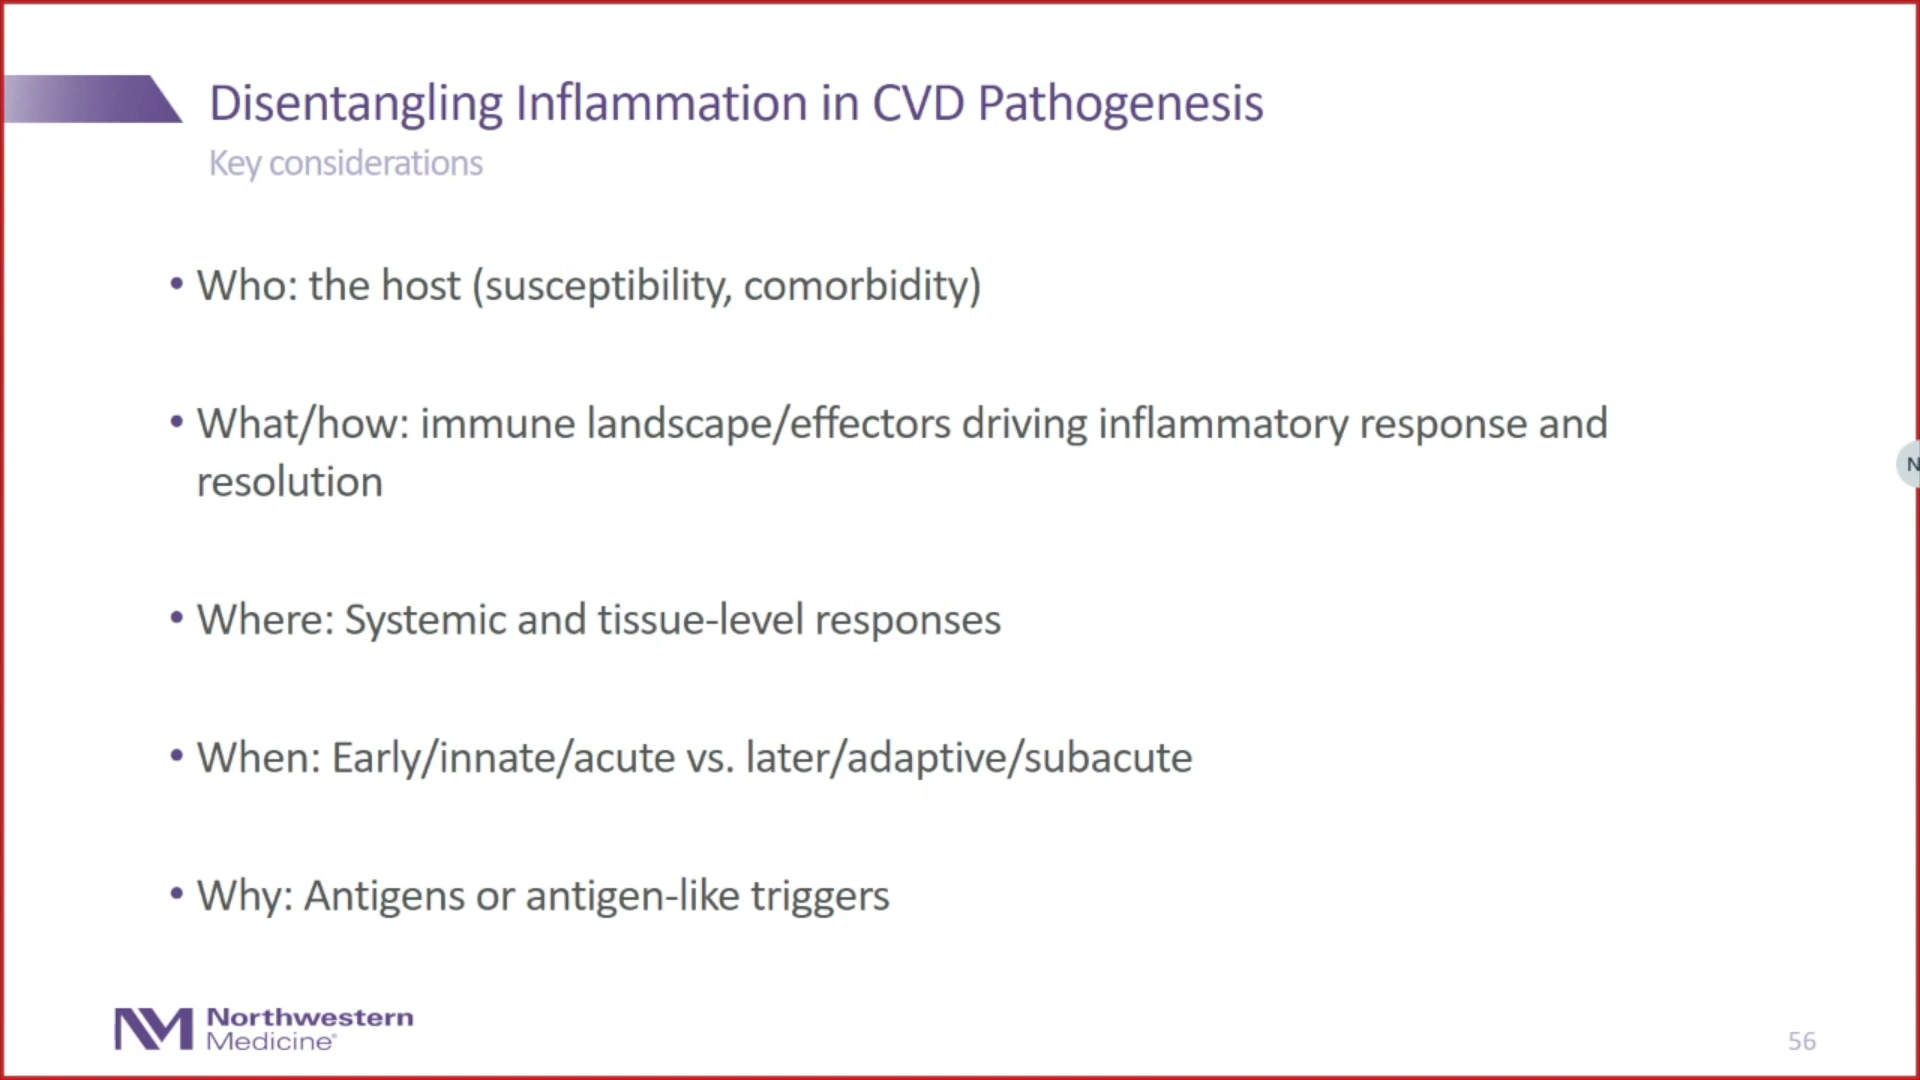 Disentangling Inflammation in CVD Pathogenesis
Key considerations
• Who: the host (susceptibility, comorbidity)
• What/how: immune landscape/effectors driving inflammatory response and
resolution
• Where: Systemic and tissue-level responses
• When: Early/innate/acute vs. later/adaptive/subacute
• Why: Antigens or antigen-like triggers
N
NM Northwestern
Medicine®
56